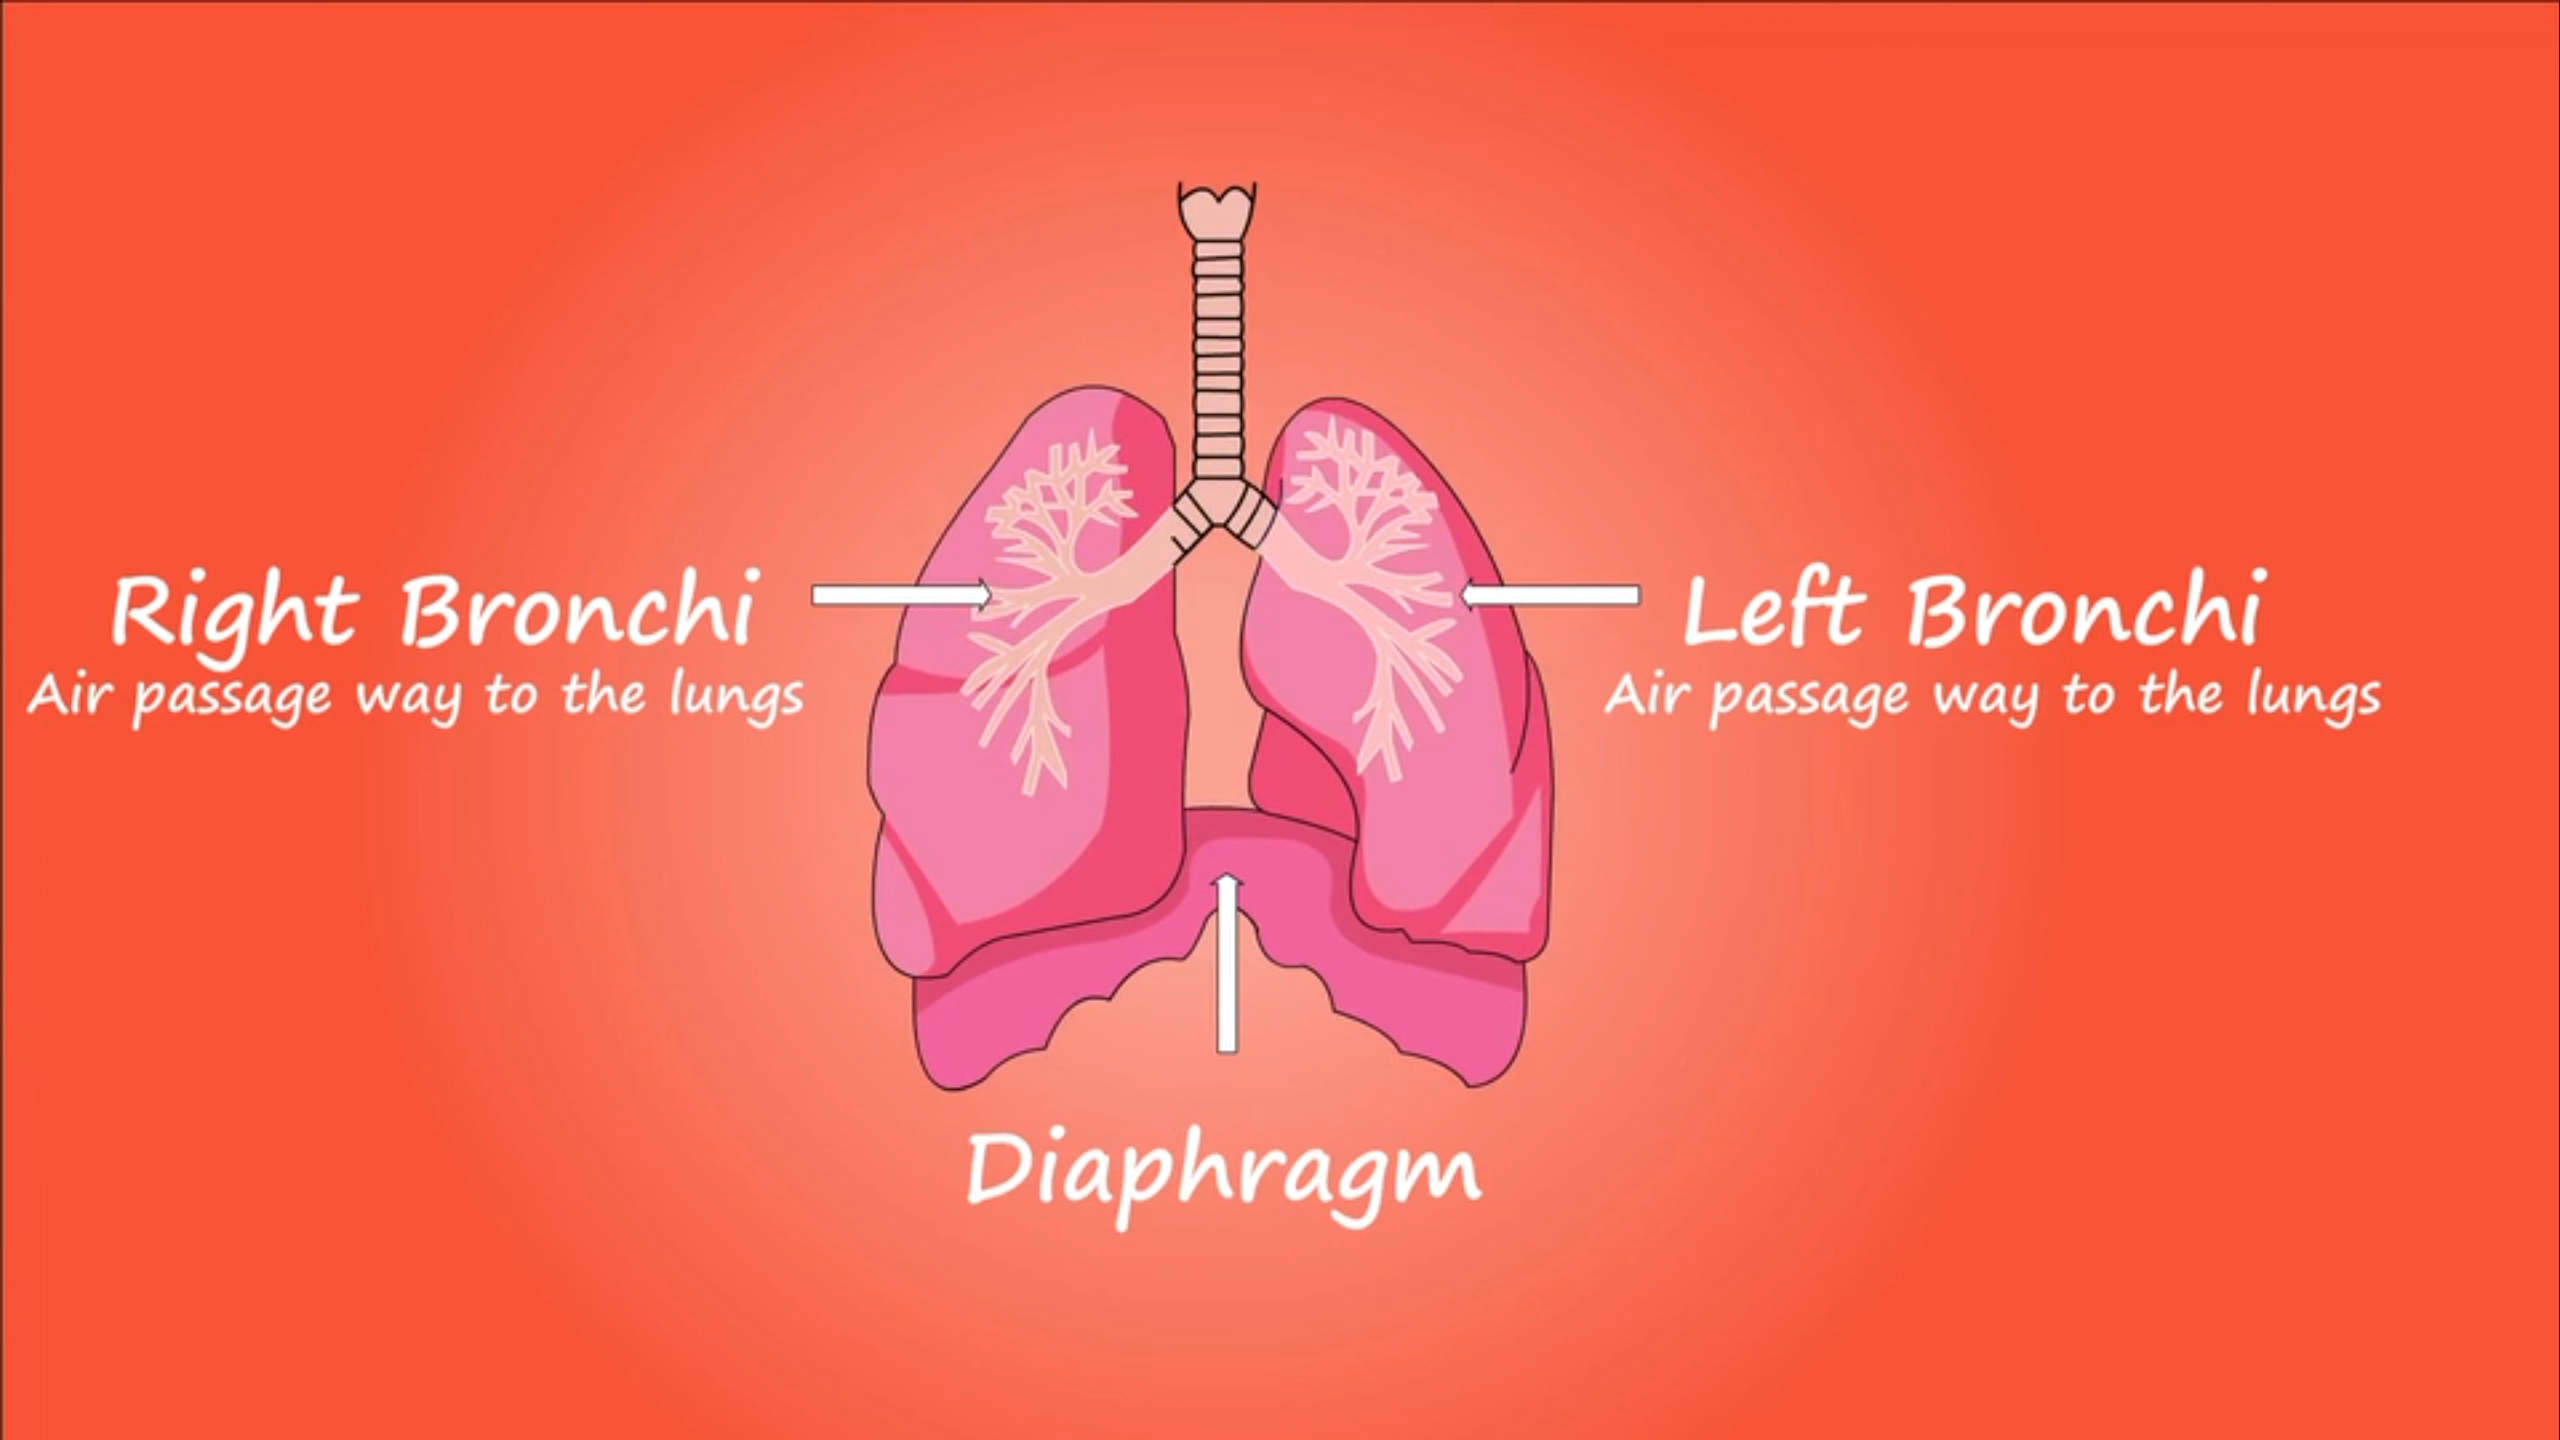 Right Bronchi
Air passage way to the lungs
Left Bronchi
Air passage way to the lungs
Diaphragm